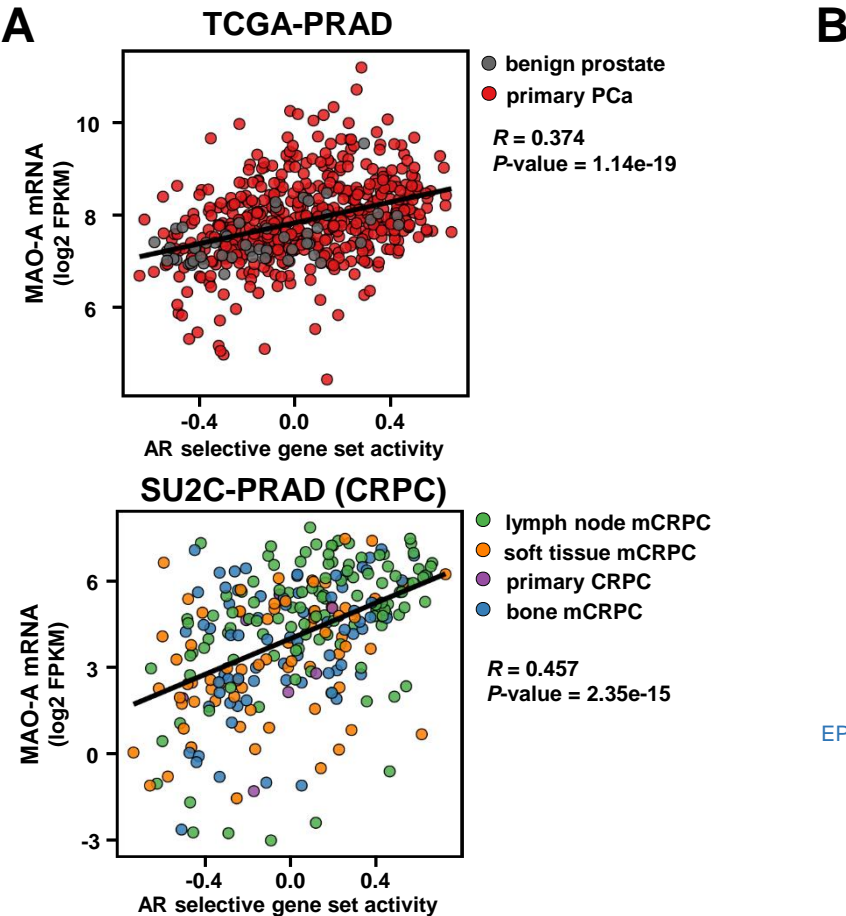 A
B
TCGA-PRAD
benign prostate
primary PCa
R = 0.374
P-value = 1.14e-19
MAO-A mRNA
(log2 FPKM)
10
8
6
-0.4 0.0 0.4
AR selective gene set activity
SU2C-PRAD (CRPC)
lymph node mCRPC
soft tissue mCRPC
primary CRPC
bone mCRPC
R = 0.457
P-value = 2.35e-15
MAO-A mRNA
(log2 FPKM)
6
3
0
-3
-0.4 0.0 0.4
AR selective gene set activity
EP